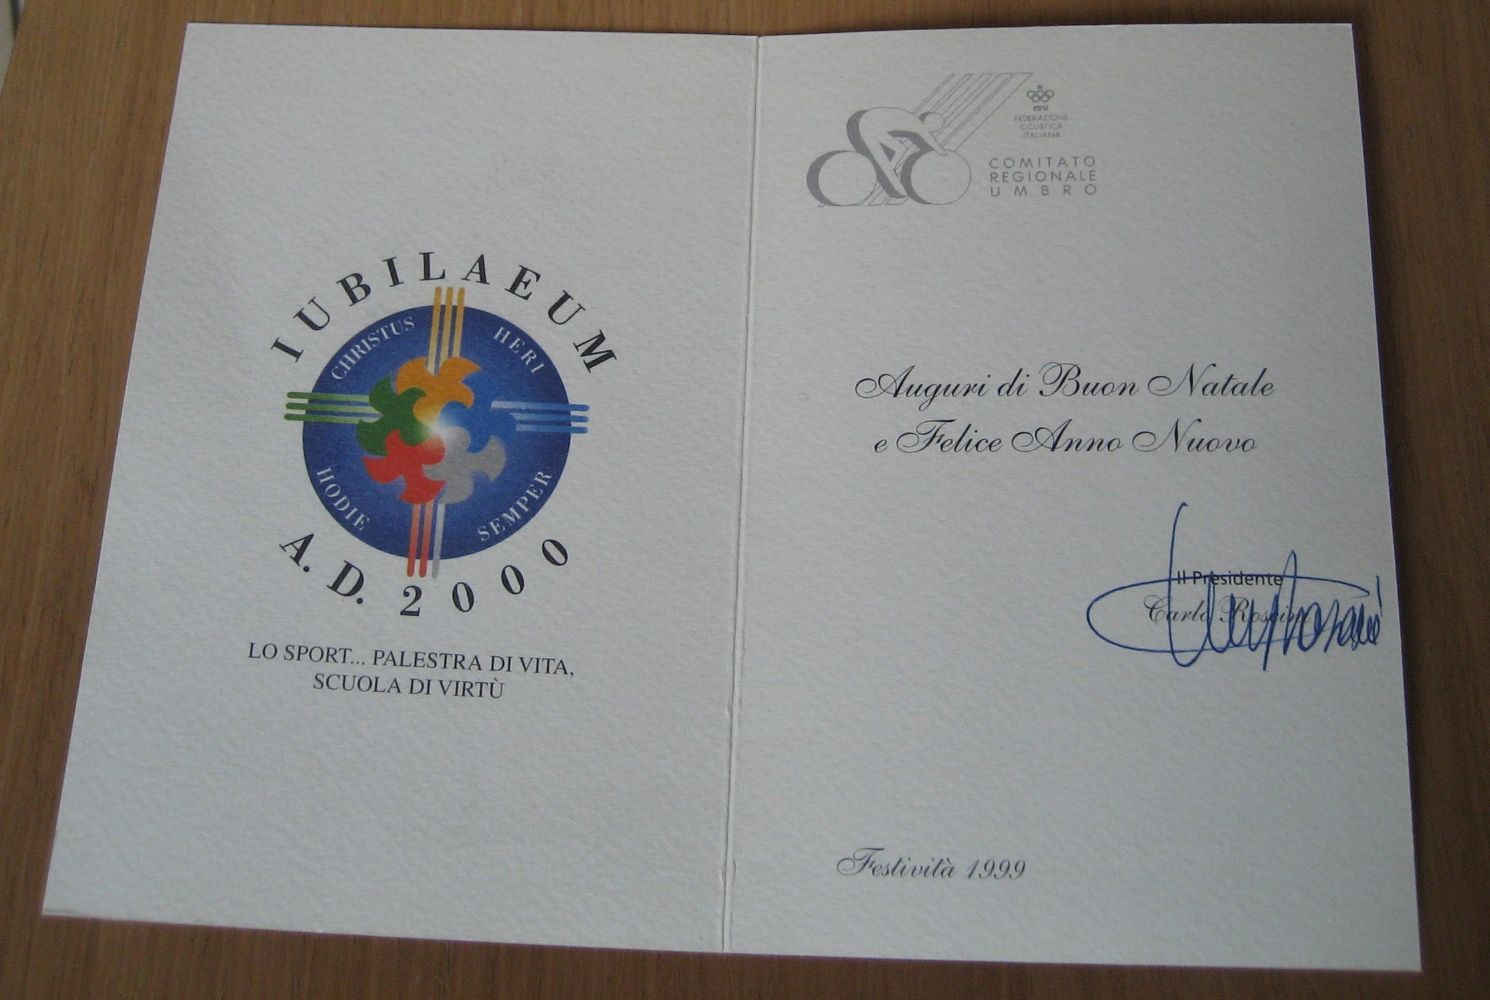 IUBILAEUM
CHRISTUS HERI
HODIE SEMPER
A. D. 2000
LO SPORT... PALESTRA DI VITA,
SCUOLA DI VIRTÙ
FEDERAZIONE
CICLISTICA
ITALIANA
COMITATO
REGIONALE
UMBRO
Auguri di Buon Natale
e Felice Anno Nuovo
Il Presidente
Carlo Roscini
Festività 1999